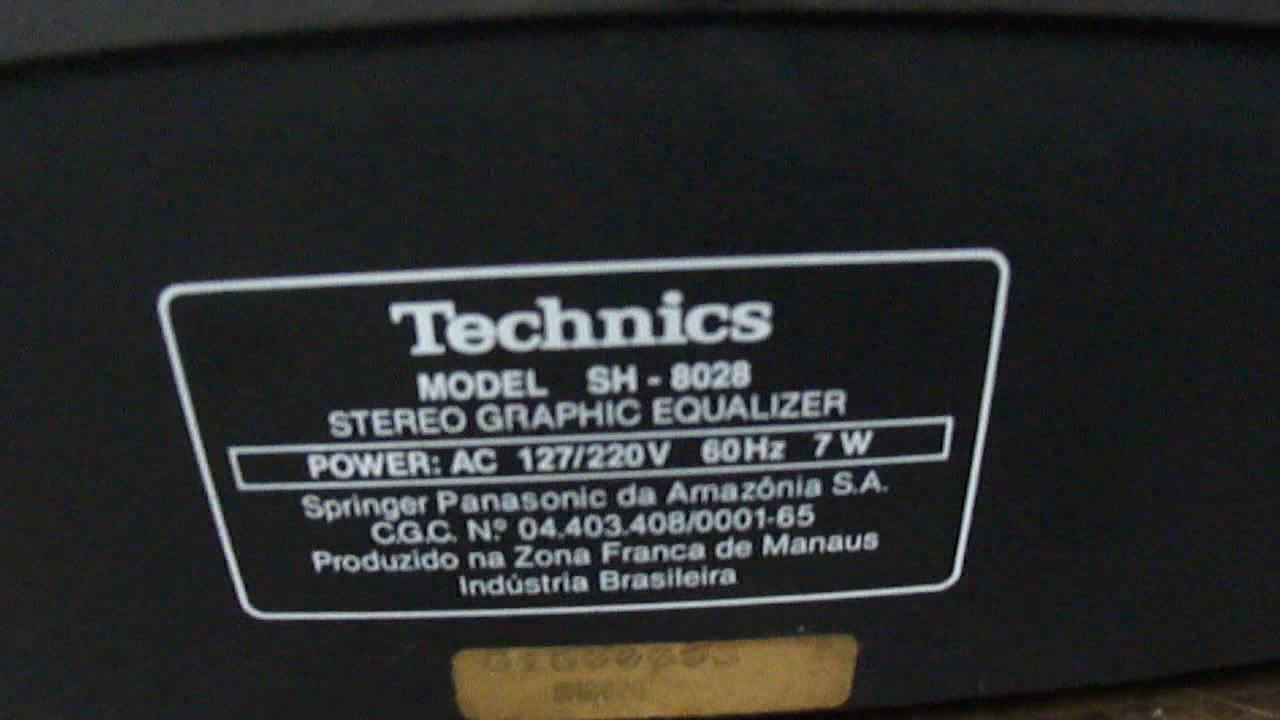 Technics
MODEL SH - 8028
STEREO GRAPHIC EQUALIZER
POWER: AC 127/220V 60Hz 7 W
Springer Panasonic da Amazônia S.A.
C.G.C. Nº 04.403.408/0001-65
Produzido na Zona Franca de Manaus
Indústria Brasileira